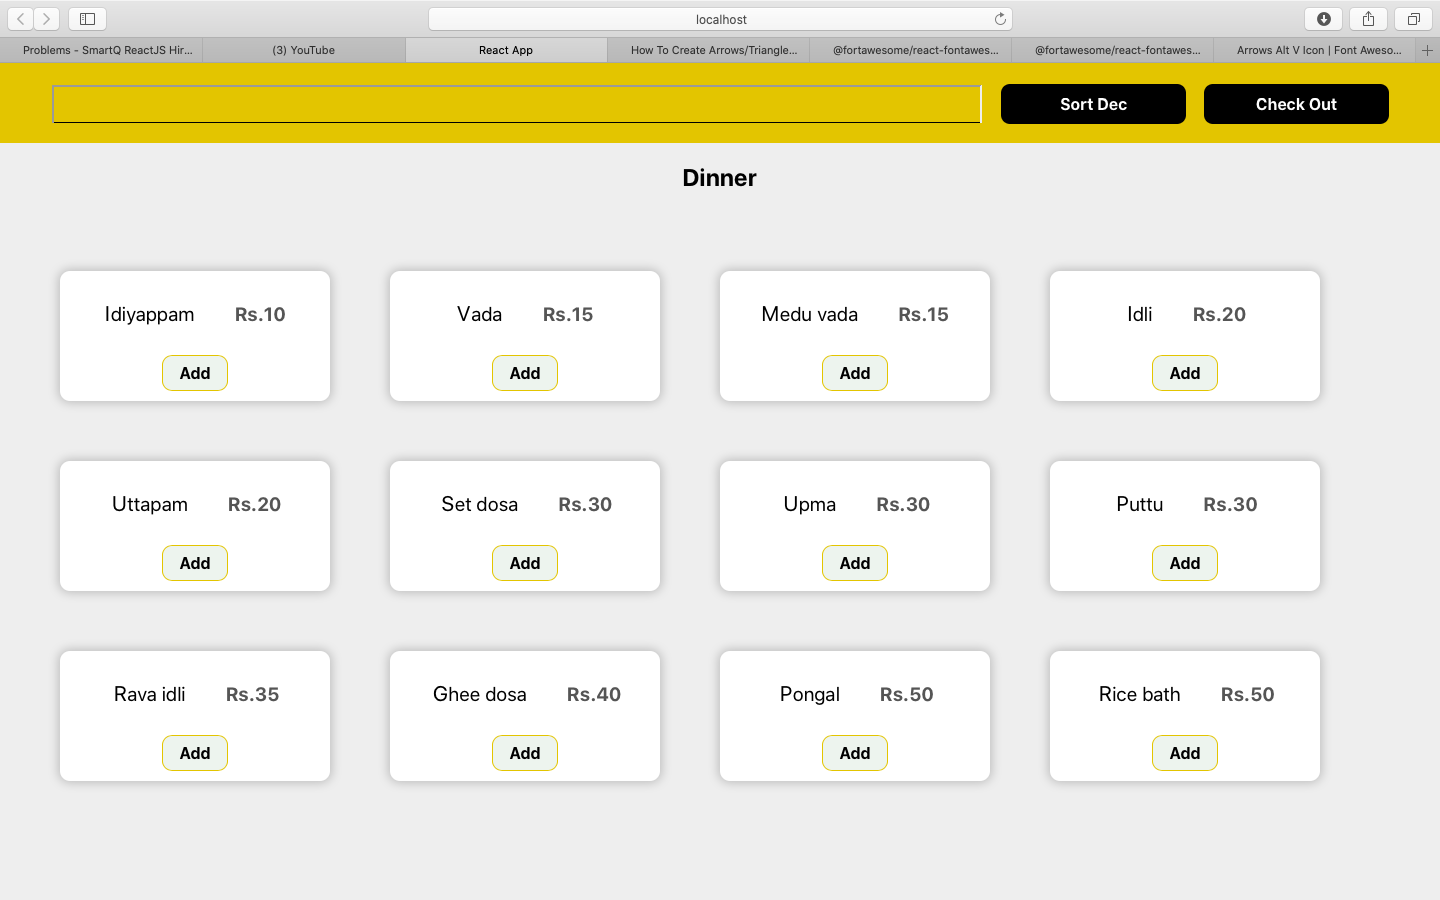 localhost
Problems - SmartQ ReactJS Hir...
(3) YouTube
React App
How To Create Arrows/Triangle...
@fortawesome/react-fontawes...
@fortawesome/react-fontawes...
Arrows Alt V Icon | Font Aweso...
Sort Dec
Check Out
Dinner
Idiyappam Rs.10
Vada Rs.15
Medu vada Rs.15
Idli Rs.20
Add
Add
Add
Add
Uttapam Rs.20
Set dosa Rs.30
Upma Rs.30
Puttu Rs.30
Add
Add
Add
Add
Rava idli Rs.35
Ghee dosa Rs.40
Pongal Rs.50
Rice bath Rs.50
Add
Add
Add
Add